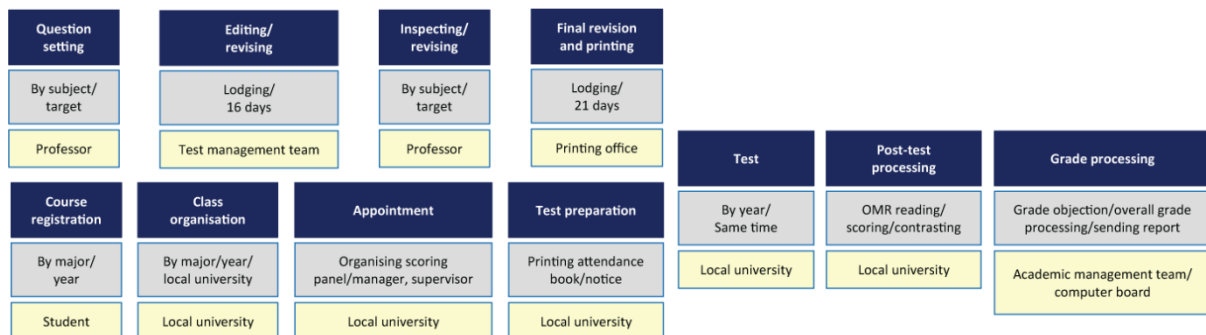 Question
setting
By subject/
target
Professor
Editing/
revising
Lodging/
16 days
Test management team
Inspecting/
revising
By subject/
target
Professor
Final revision
and printing
Lodging/
21 days
Printing office
Course
registration
By major/
year
Student
Class
organisation
By major/year/
local university
Local university
Appointment
Organising scoring
panel/manager, supervisor
Local university
Test preparation
Printing attendance
book/notice
Local university
Test
By year/
Same time
Local university
Post-test
processing
OMR reading/
scoring/contrasting
Local university
Grade processing
Grade objection/overall grade
processing/sending report
Academic management team/
computer board